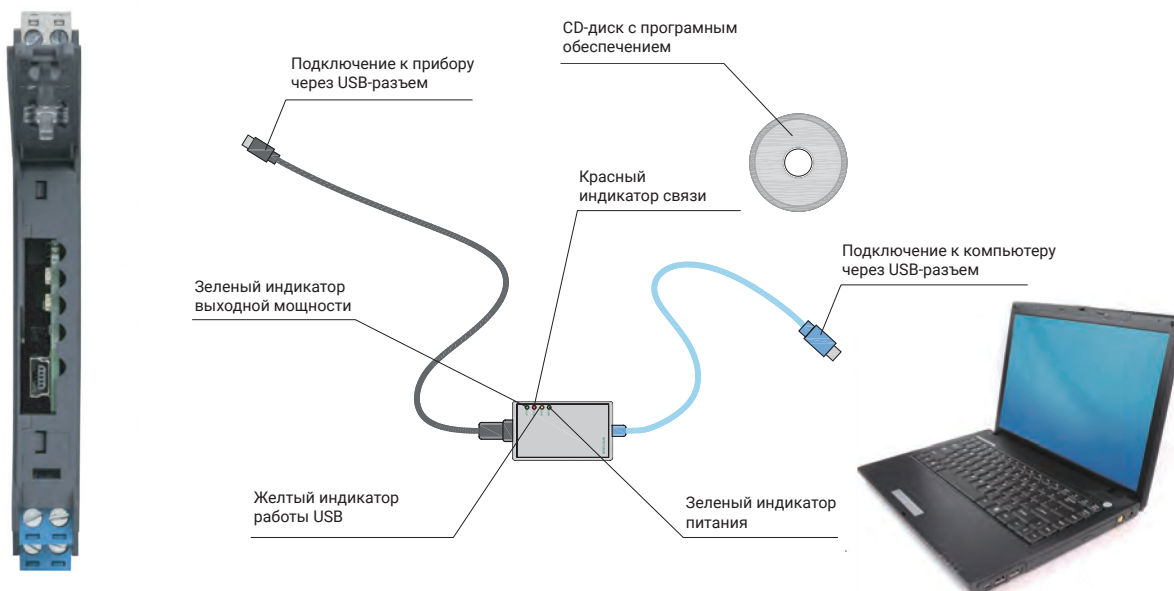 CD-диск с програмным
обеспечением
Подключение к прибору
через USB-разъем
Красный
индикатор связи
Подключение к компьютеру
через USB-разъем
Зеленый индикатор
выходной мощности
Желтый индикатор
работы USB
Зеленый индикатор
питания